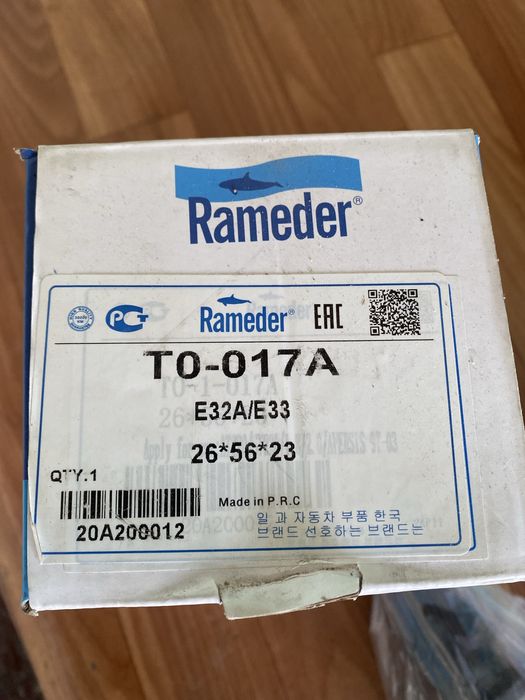 Rameder®
Rameder® EAC
TO-017A
E32A/E33
26*56*23
QTY.1
20A200012
Made in P.R.C
일 과 자동차 부품 한국
브랜드 선호하는 브랜드는